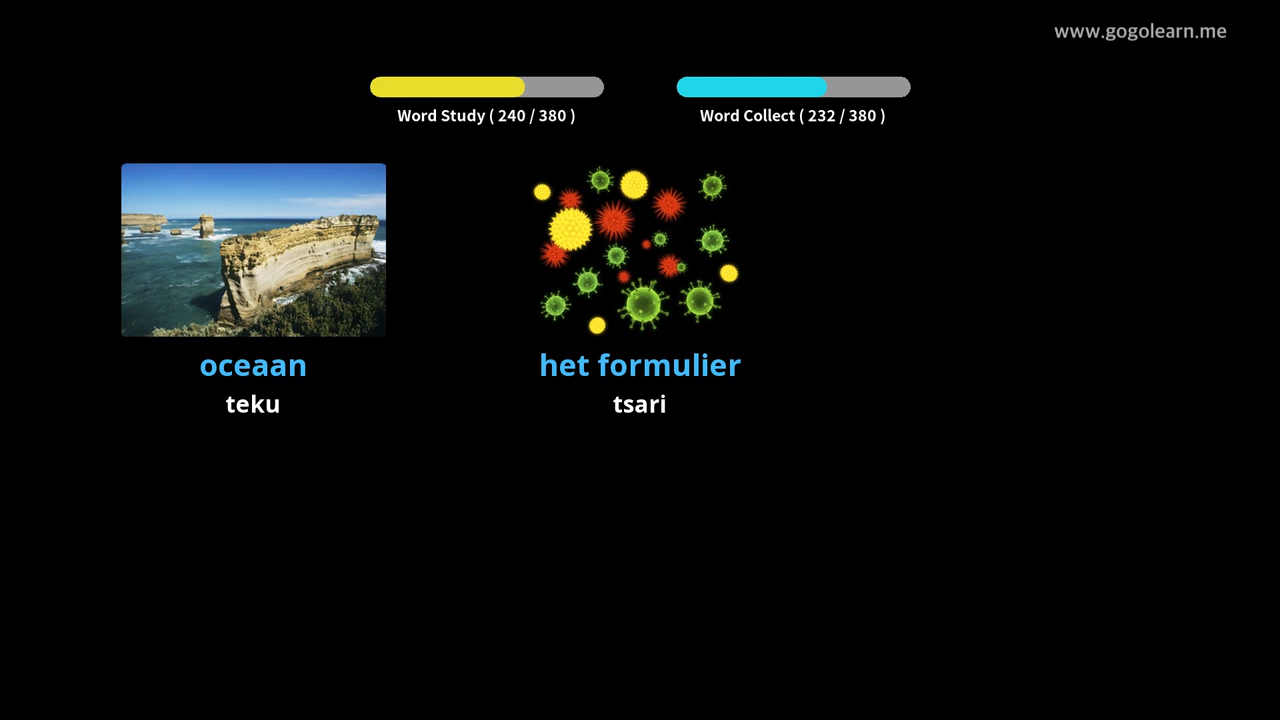 www.gogolearn.me
Word Study ( 240 / 380 )
Word Collect ( 232 / 380 )
oceaan
teku
het formulier
tsari